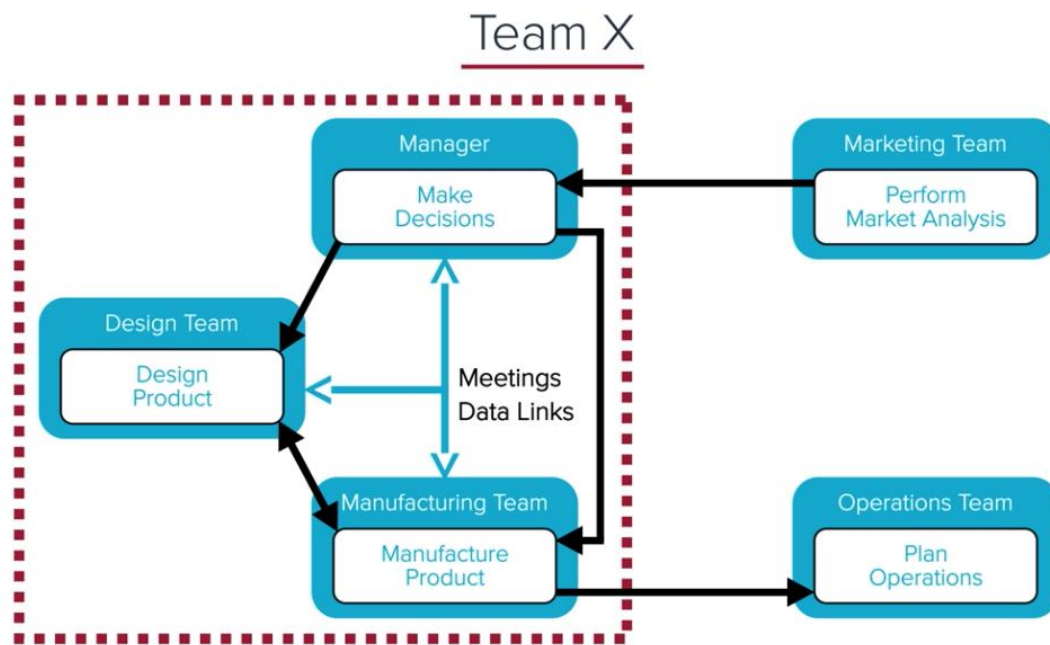 Team X
Manager
Make
Decisions
Marketing Team
Perform
Market Analysis
Design Team
Design
Product
Meetings
Data Links
Manufacturing Team
Manufacture
Product
Operations Team
Plan
Operations